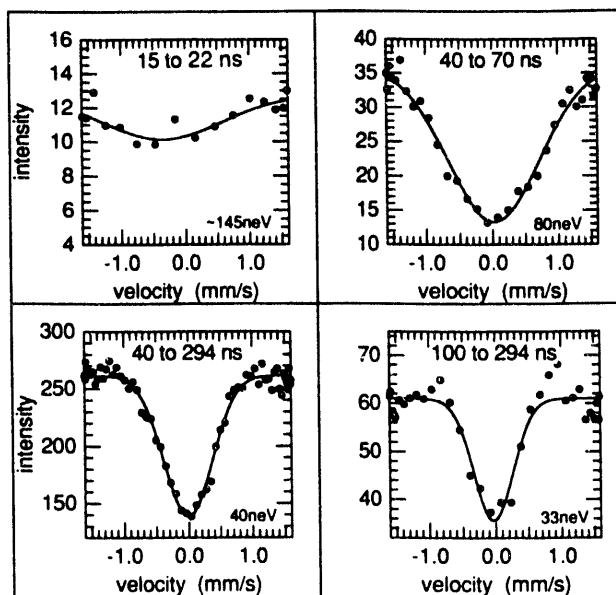 15 to 22 ns
16
14
12
10
8
6
4
intensity
~145neV
-1.0
0.0
1.0
velocity (mm/s)
40 to 70 ns
40
35
30
25
20
15
10
80neV
-1.0
0.0
1.0
velocity (mm/s)
40 to 294 ns
300
250
200
150
intensity
40neV
-1.0
0.0
1.0
velocity (mm/s)
100 to 294 ns
70
60
50
40
33neV
-1.0
0.0
1.0
velocity (mm/s)